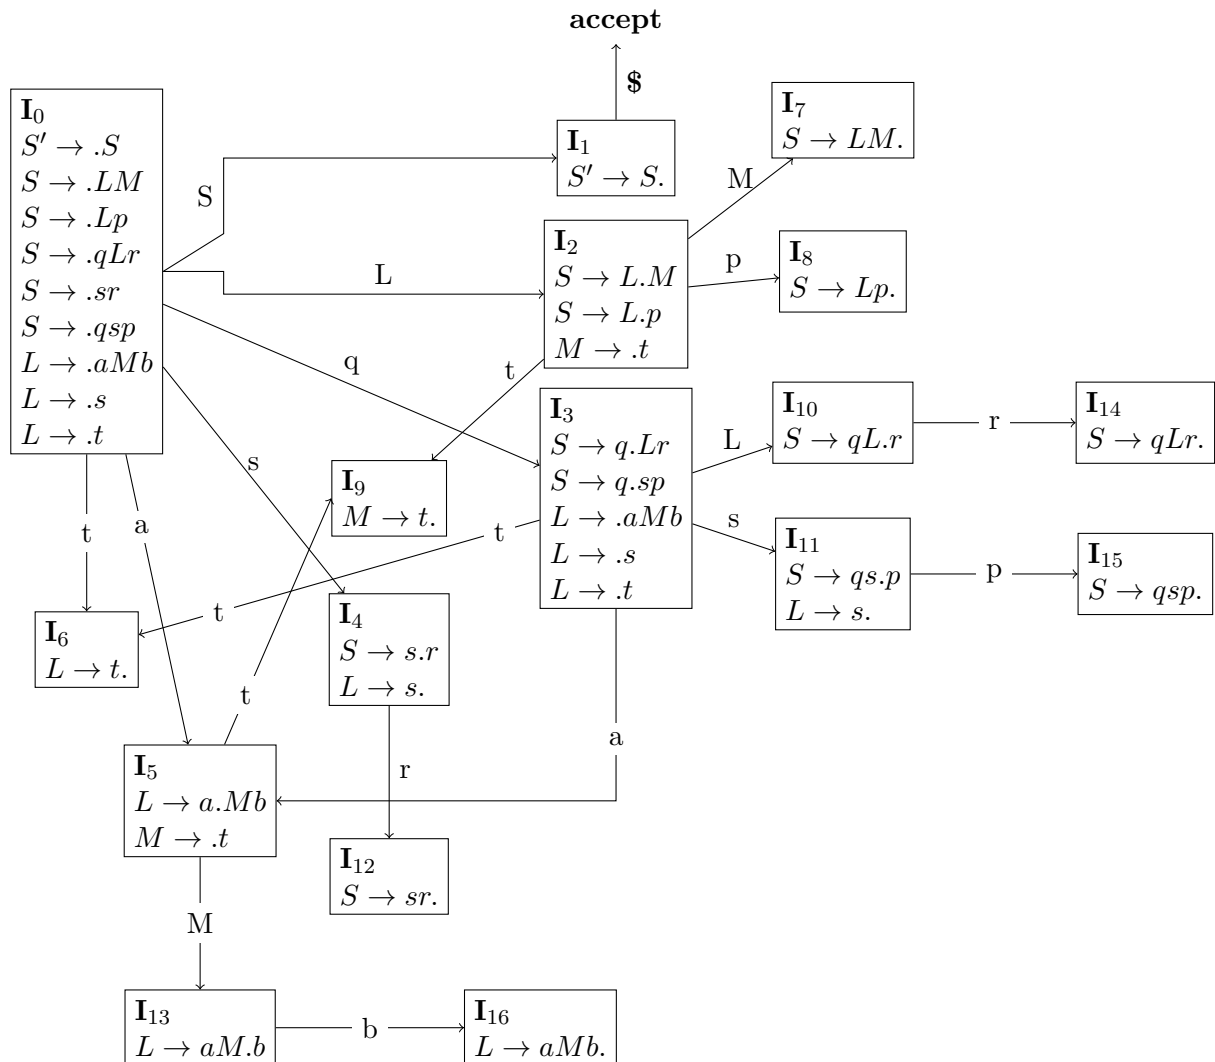 accept
$
I₀
S′ → .S
S → .LM
S → .Lp
S → .qLr
S → .sr
S → .qsp
L → .aMb
L → .s
L → .t
S
I₁
S′ → S.
I₇
S → LM.
M
L
I₂
S → L.M
S → L.p
M → .t
p
I₈
S → Lp.
q
t
I₃
S → q.Lr
S → q.sp
L → .aMb
L → .s
L → .t
L
I₁₀
S → qL.r
r
I₁₄
S → qLr.
s
I₉
M → t.
t
a
t
s
I₁₁
S → qs.p
L → s.
p
I₁₅
S → qsp.
t
I₆
L → t.
I₄
S → s.r
L → s.
t
a
I₅
L → a.Mb
M → .t
r
I₁₂
S → sr.
M
I₁₃
L → aM.b
b
I₁₆
L → aMb.